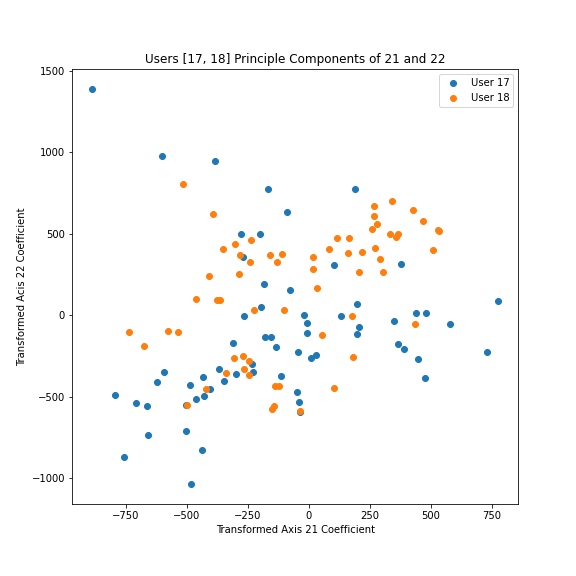 Users [17, 18] Principle Components of 21 and 22
User 17
User 18
Transformed Acis 22 Coefficient
1500
1000
500
0
−500
−1000
−750
−500
−250
0
250
500
750
Transformed Axis 21 Coefficient